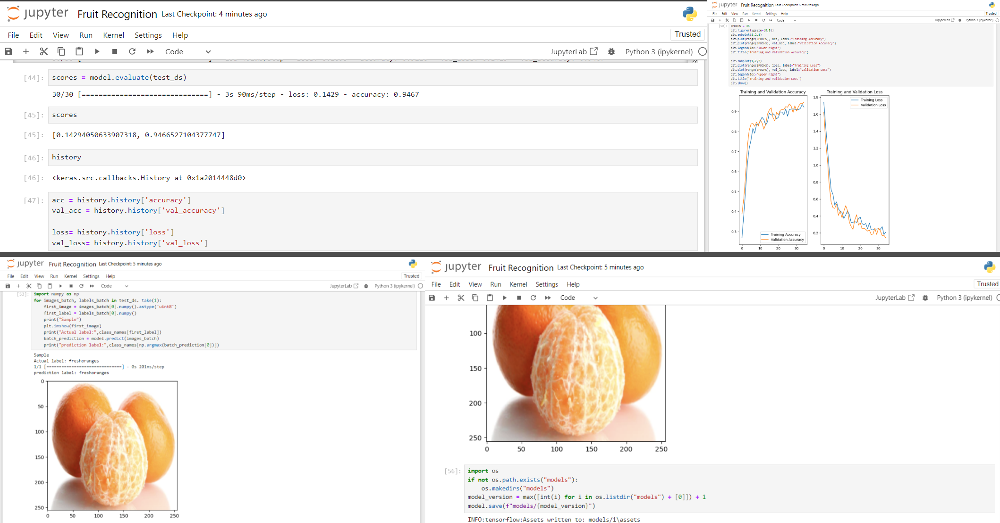 jupyter Fruit Recognition Last Checkpoint: 4 minutes ago
File Edit View Run Kernel Settings Help
Trusted
Code
JupyterLab
Python 3 (ipykernel)
[44]:
scores = model.evaluate(test_ds)
30/30 [==============================] - 3s 90ms/step - loss: 0.1429 - accuracy: 0.9467
[45]:
scores
[45]:
[0.14294050633907318, 0.9466527104377747]
[46]:
history
[46]:
<keras.src.callbacks.History at 0x1a2014448d0>
[47]:
acc = history.history['accuracy']
val_acc = history.history['val_accuracy']
loss= history.history['loss']
val_loss= history.history['val_loss']
jupyter Fruit Recognition Last Checkpoint: 5 minutes ago
File Edit View Run Kernel Settings Help
Trusted
Code
JupyterLab
Python 3 (ipykernel)
[50]:
EPOCHS = 35
plt.figure(figsize=(8,8))
plt.subplot(1,2,1)
plt.plot(range(EPOCHS), acc, label="Training Accuracy")
plt.plot(range(EPOCHS), val_acc, label="Validation Accuracy")
plt.legend(loc='lower right')
plt.title('Training and Validation Accuracy')
plt.subplot(1,2,2)
plt.plot(range(EPOCHS), loss, label="Training Loss")
plt.plot(range(EPOCHS), val_loss, label="Validation Loss")
plt.legend(loc='upper right')
plt.title('Training and Validation Loss')
plt.show()
Training and Validation Accuracy
0.9
0.8
0.7
0.6
0.5
0.4
0.3
Training Accuracy
Validation Accuracy
0 10 20 30
Training and Validation Loss
1.8
1.6
1.4
1.2
1.0
0.8
0.6
0.4
0.2
Training Loss
Validation Loss
0 10 20 30
jupyter Fruit Recognition Last Checkpoint: 5 minutes ago
File Edit View Run Kernel Settings Help
Trusted
Code
JupyterLab
Python 3 (ipykernel)
[53]:
import numpy as np
for images_batch, labels_batch in test_ds. take(1):
first_image = images_batch[0].numpy().astype('uint8')
first_label = labels_batch[0].numpy()
print("Sample")
plt.imshow(first_image)
print("Actual label:",class_names[first_label])
batch_prediction = model.predict(images_batch)
print("prediction label:",class_names[np.argmax(batch_prediction[0])])
Sample
Actual label: freshoranges
1/1 [==============================] - 0s 201ms/step
prediction label: freshoranges
0
50
100
150
200
250
0 50 100 150 200 250
jupyter Fruit Recognition Last Checkpoint: 5 minutes ago
File Edit View Run Kernel Settings Help
Trusted
Code
JupyterLab
Python 3 (ipykernel)
100
150
200
250
0 50 100 150 200 250
[56]:
import os
if not os.path.exists("models"):
os.makedirs("models")
model_version = max([int(i) for i in os.listdir("models") + [0]]) + 1
model.save(f"models/{model_version}")
INFO:tensorflow:Assets written to: models/1\assets